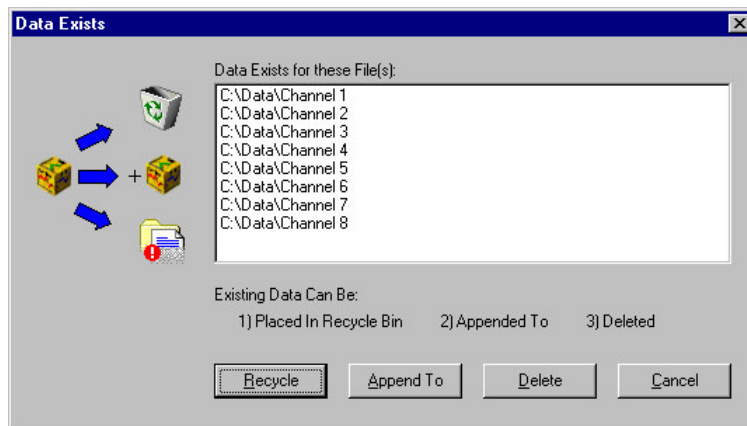 Data Exists
Data Exists for these File(s):
C:\Data\Channel 1
C:\Data\Channel 2
C:\Data\Channel 3
C:\Data\Channel 4
C:\Data\Channel 5
C:\Data\Channel 6
C:\Data\Channel 7
C:\Data\Channel 8
Existing Data Can Be:
1) Placed In Recycle Bin 2) Appended To 3) Deleted
Recycle Append To Delete Cancel